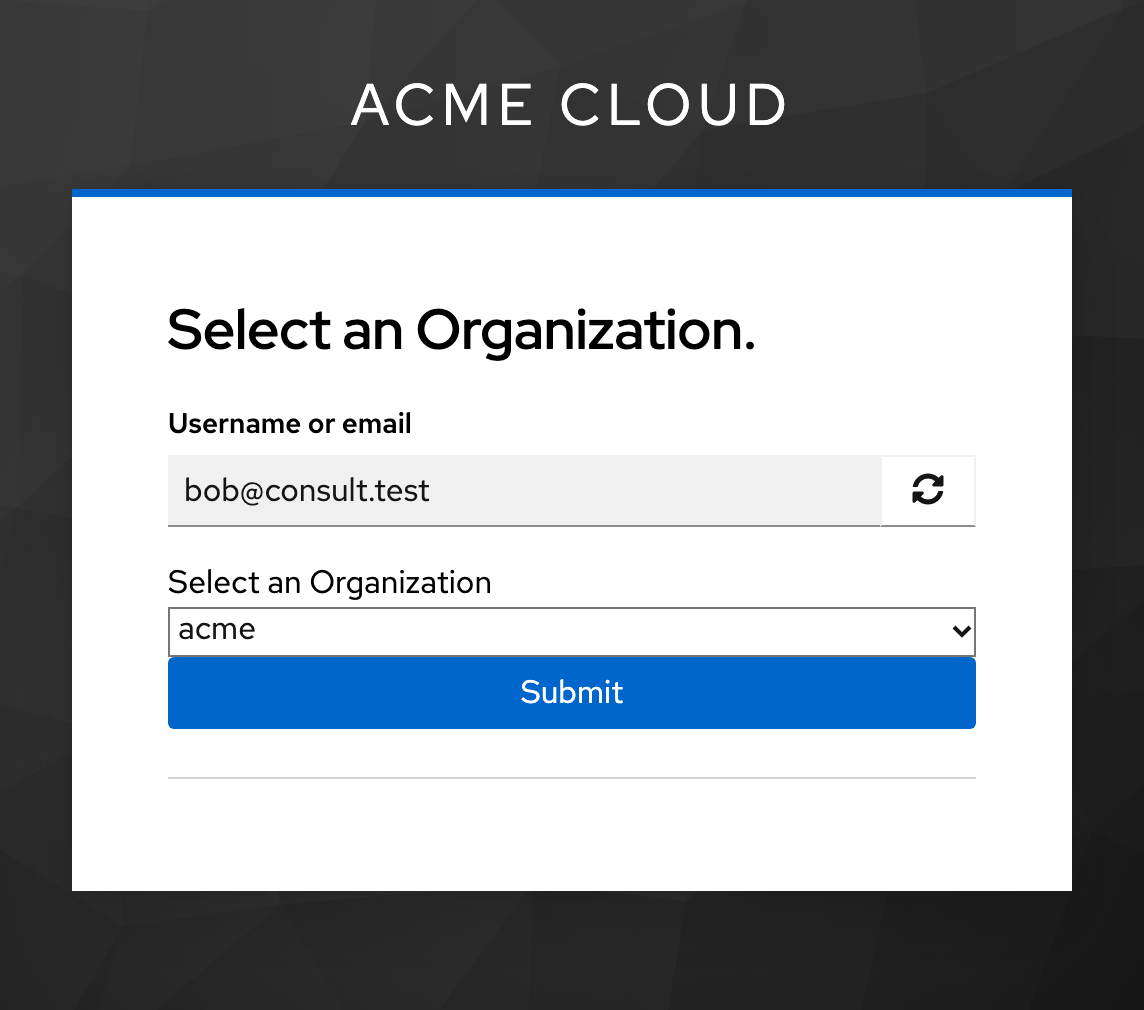 ACME CLOUD
Select an Organization.
Username or email
bob@consult.test
Select an Organization
acme
Submit